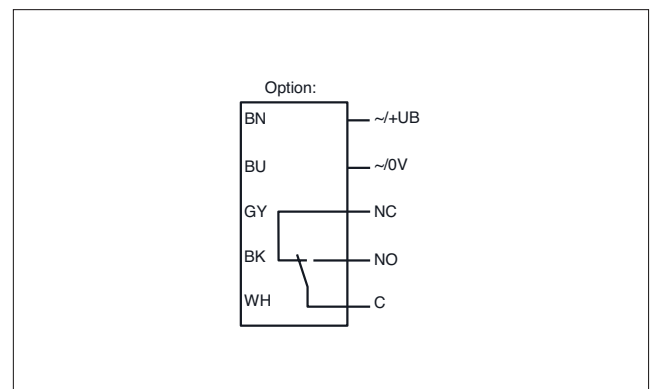 Option:
BN ~/+UB
BU ~/0V
GY NC
BK NO
WH C